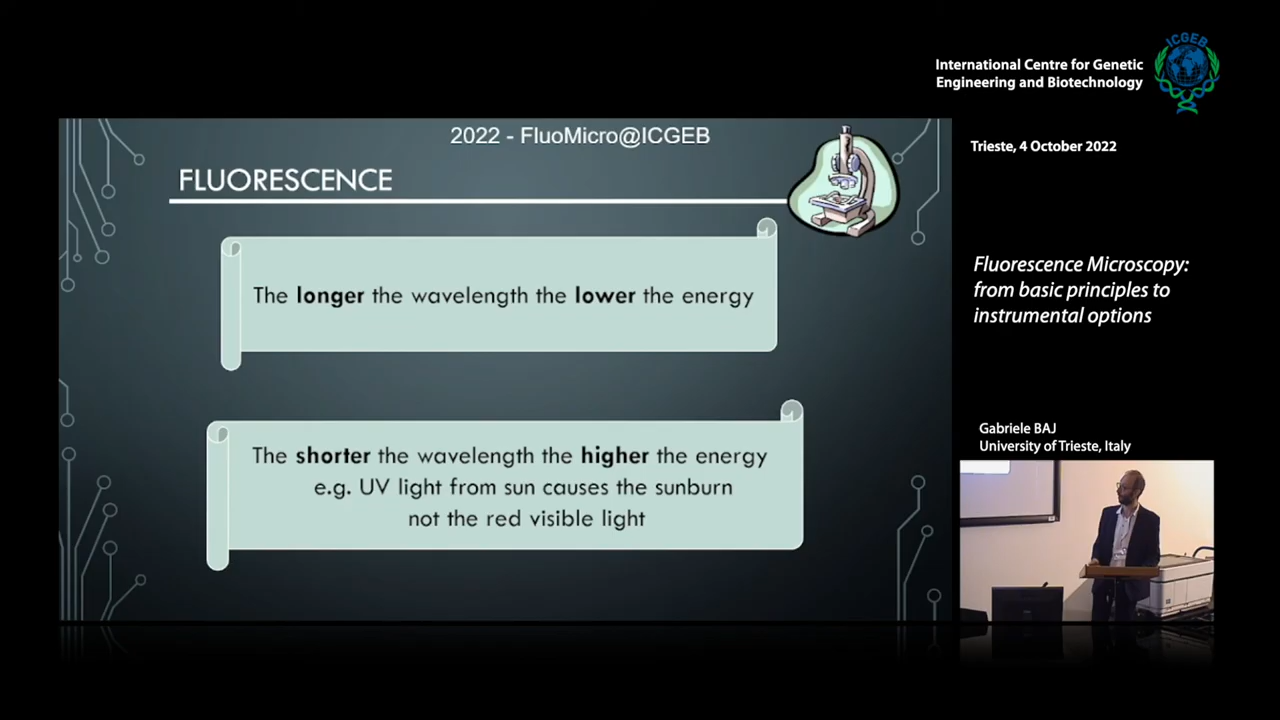 International Centre for Genetic
Engineering and Biotechnology
ICGEB
Trieste, 4 October 2022
2022 - FluoMicro@ICGEB
FLUORESCENCE
The longer the wavelength the lower the energy
The shorter the wavelength the higher the energy
e.g. UV light from sun causes the sunburn
not the red visible light
Fluorescence Microscopy:
from basic principles to
instrumental options
Gabriele BAJ
University of Trieste, Italy